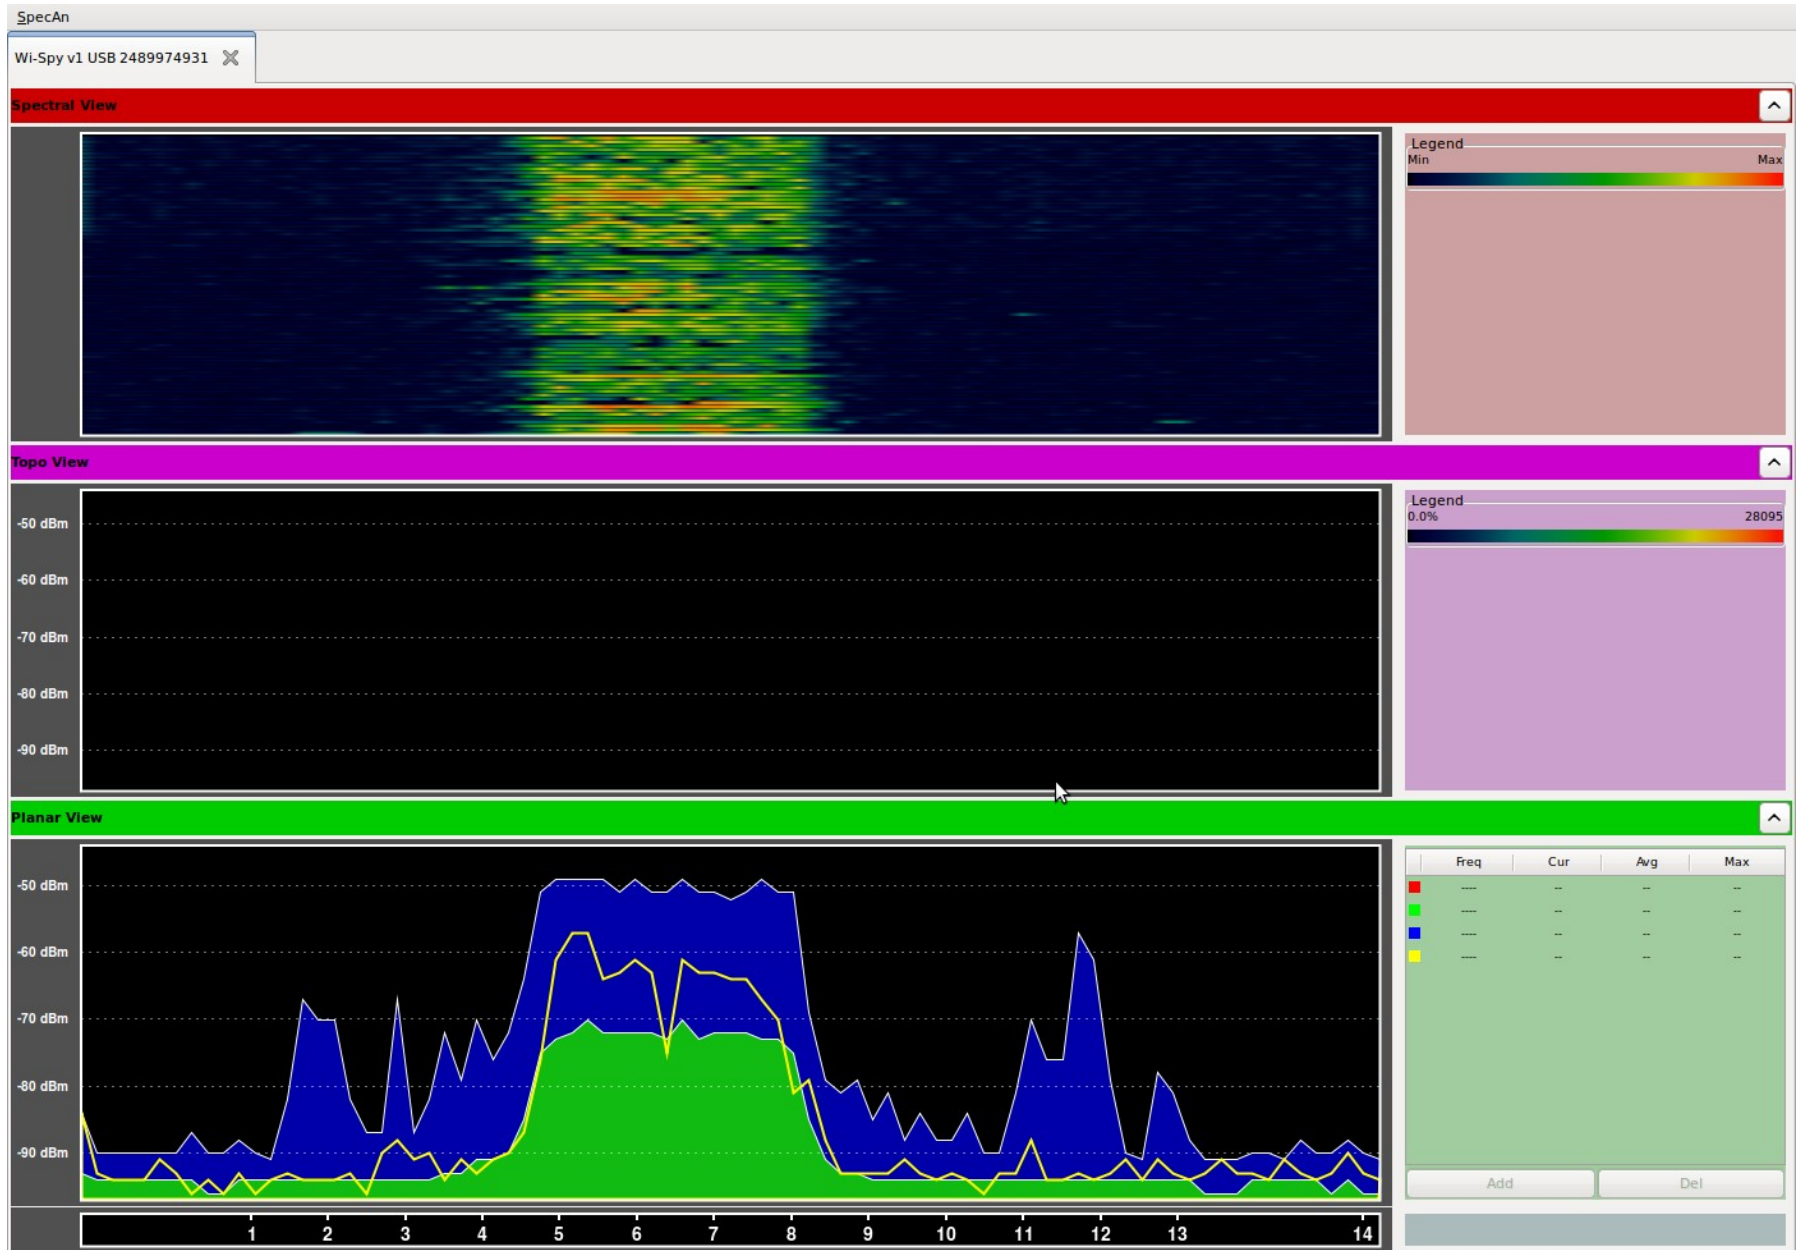 SpecAn
Wi-Spy v1 USB 2489974931
Spectral View
Legend
Min Max
Topo View
-50 dBm
-60 dBm
-70 dBm
-80 dBm
-90 dBm
Legend
0.0% 28095
Planar View
-50 dBm
-60 dBm
-70 dBm
-80 dBm
-90 dBm
Freq Cur Avg Max
---- -- -- --
---- -- -- --
---- -- -- --
---- -- -- --
Add Del
1 2 3 4 5 6 7 8 9 10 11 12 13 14